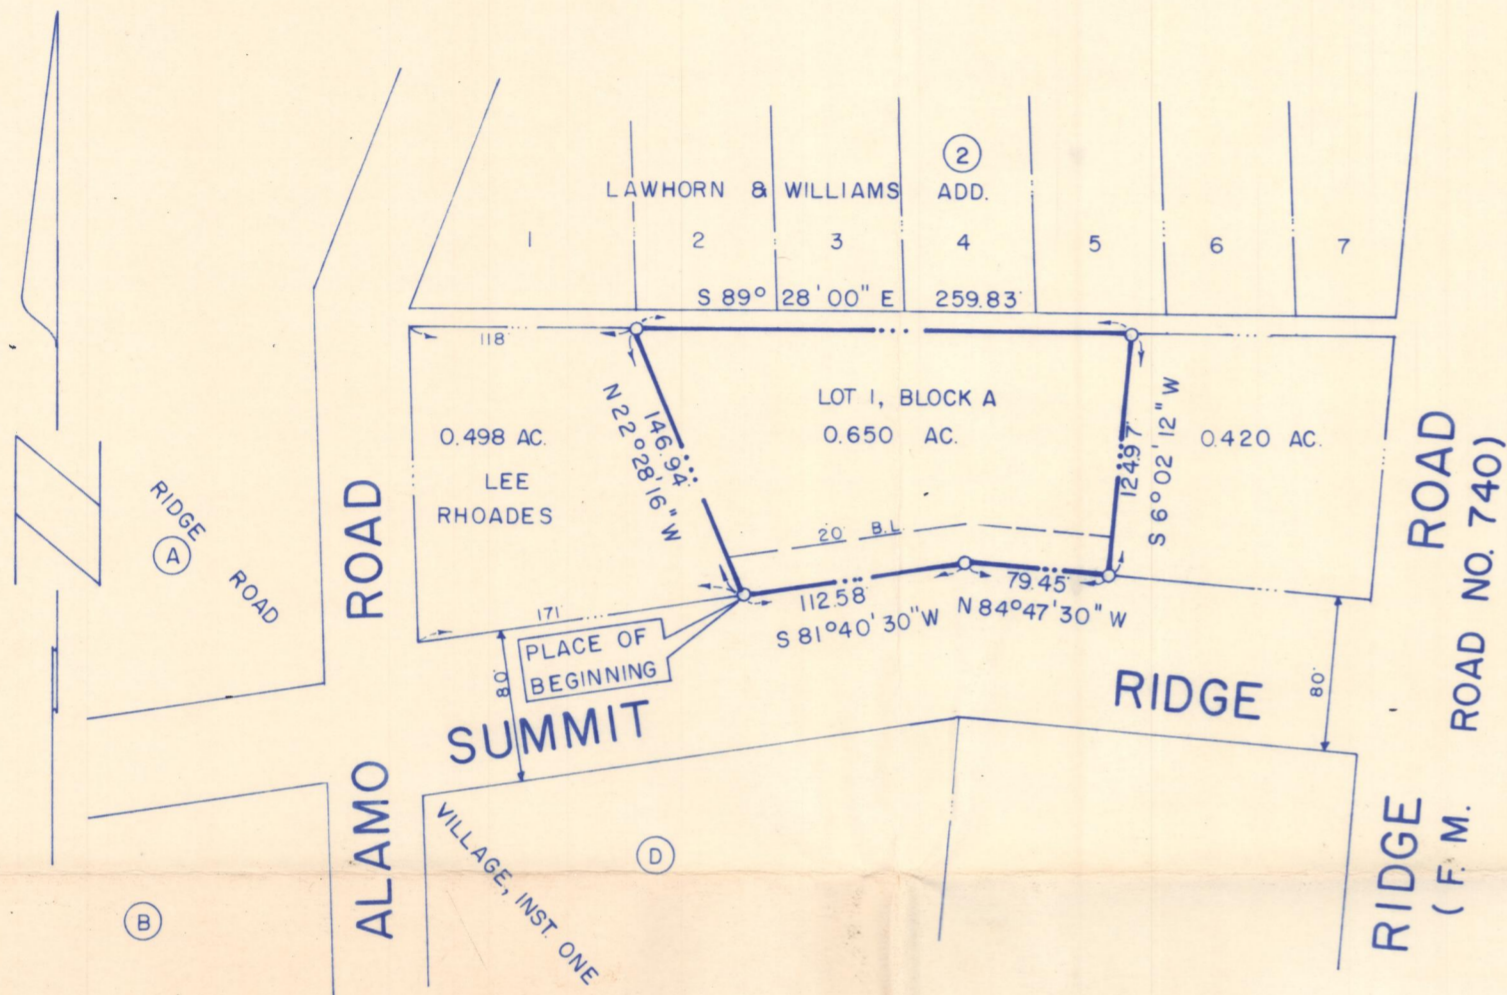 2
LAWHORN & WILLIAMS ADD.
1 2 3 4 5 6 7
S 89° 28' 00" E 259.83'
118'
N 22° 28' 16" W
146.94'
LOT 1, BLOCK A
0.650 AC.
124.97'
S 6° 02' 12" W
0.498 AC.
LEE
RHOADES
0.420 AC.
20' B.L.
171'
112.58'
S 81° 40' 30" W
79.45'
N 84° 47' 30" W
PLACE OF
BEGINNING
80'
80'
SUMMIT RIDGE
ALAMO ROAD
RIDGE ROAD
(F. M. ROAD NO. 740)
RIDGE
ROAD
A
B
D
VILLAGE, INST. ONE